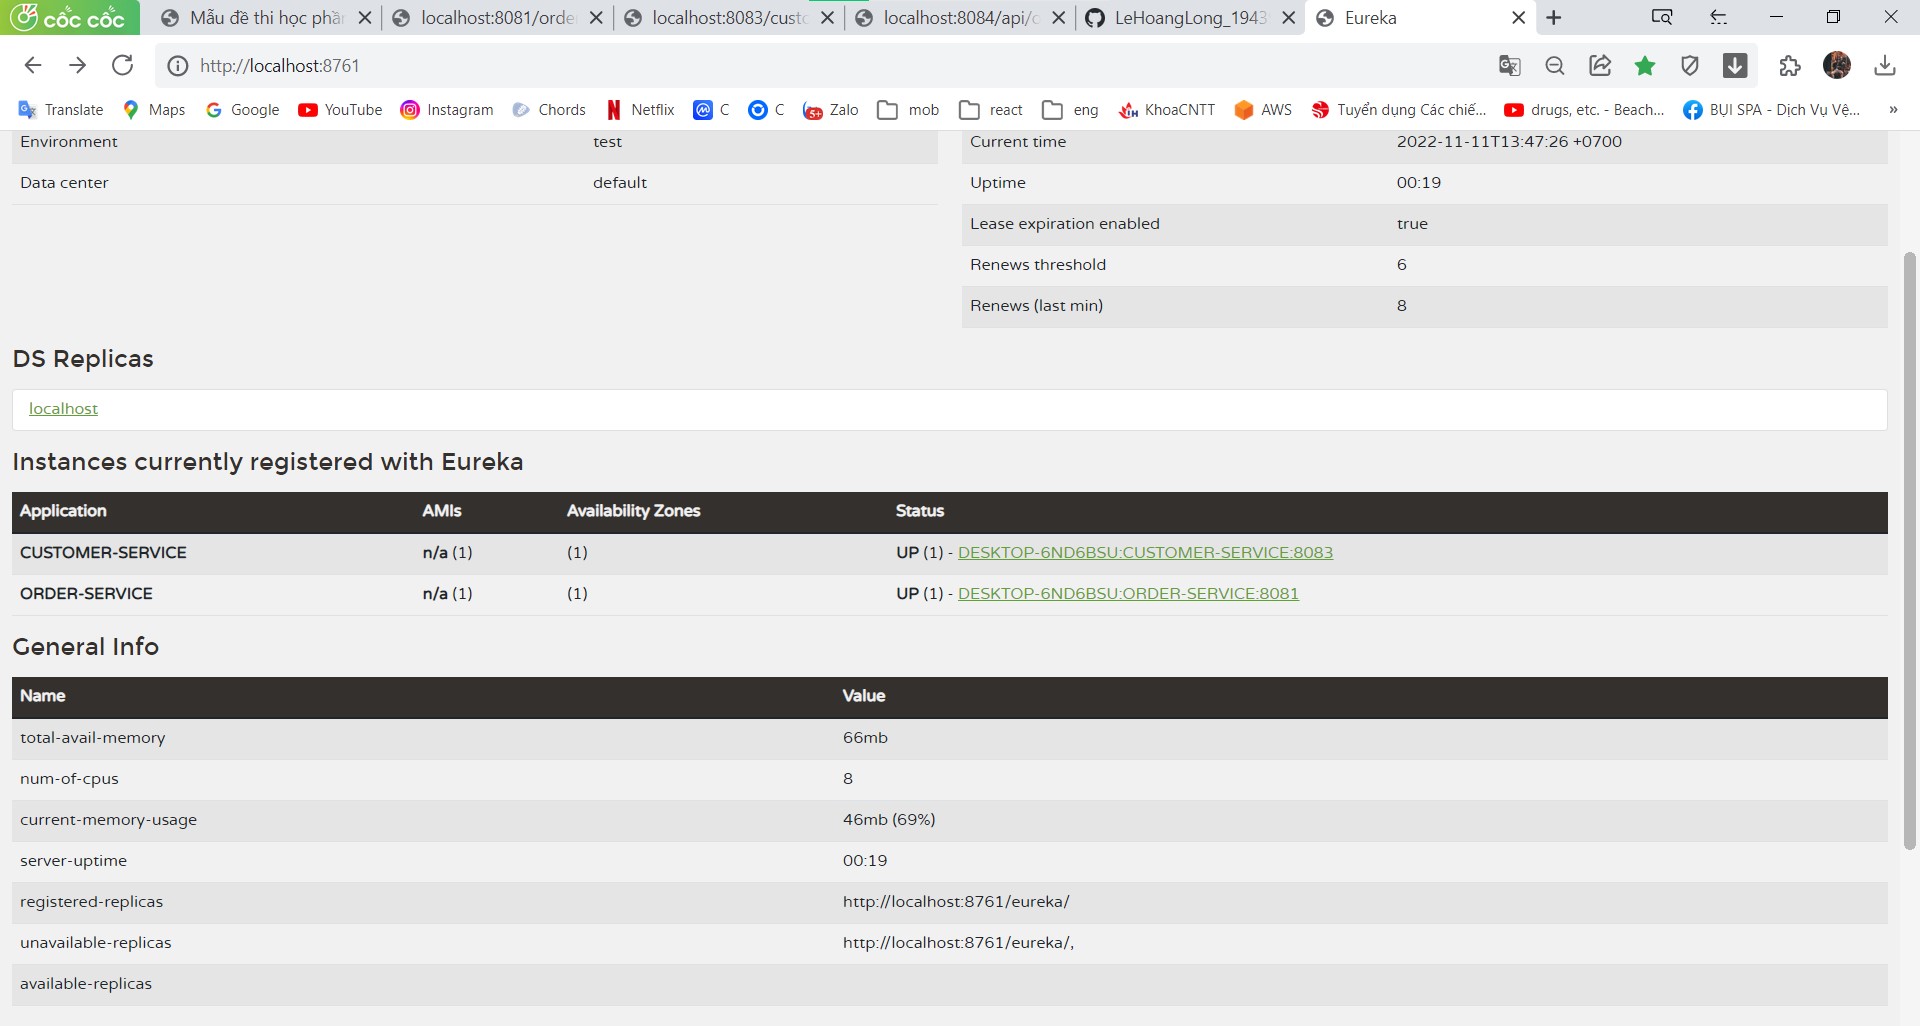 cốc cốc
Mẫu đề thi học phần
localhost:8081/orde
localhost:8083/custo
localhost:8084/api/o
LeHoangLong_1943
Eureka
http://localhost:8761
Translate
Maps
Google
YouTube
Instagram
Chords
Netflix
C
C
5+
Zalo
mob
react
eng
KhoaCNTT
AWS
Tuyển dụng Các chiế...
drugs, etc. - Beach...
BỤI SPA - Dịch Vụ Vệ...
»
Environment test
Data center default
Current time 2022-11-11T13:47:26 +0700
Uptime 00:19
Lease expiration enabled true
Renews threshold 6
Renews (last min) 8
DS Replicas
localhost
Instances currently registered with Eureka
Application AMIs Availability Zones Status
CUSTOMER-SERVICE n/a (1) (1) UP (1) - DESKTOP-6ND6BSU:CUSTOMER-SERVICE:8083
ORDER-SERVICE n/a (1) (1) UP (1) - DESKTOP-6ND6BSU:ORDER-SERVICE:8081
General Info
Name Value
total-avail-memory 66mb
num-of-cpus 8
current-memory-usage 46mb (69%)
server-uptime 00:19
registered-replicas http://localhost:8761/eureka/
unavailable-replicas http://localhost:8761/eureka/,
available-replicas